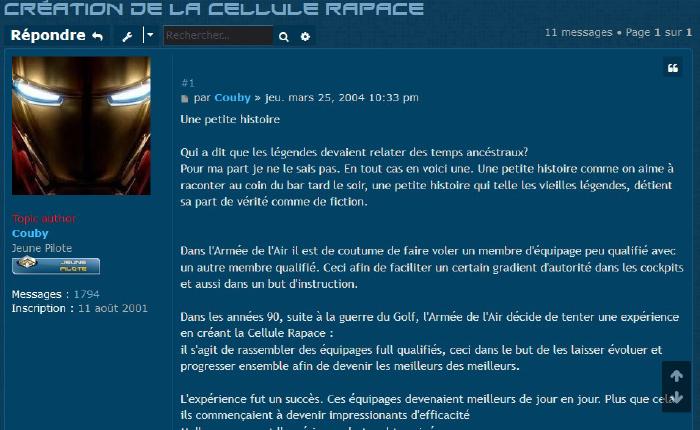 CRÉATION DE LA CELLULE RAPACE
Répondre
Rechercher...
11 messages • Page 1 sur 1
#1
par Couby » jeu. mars 25, 2004 10:33 pm
Une petite histoire
Qui a dit que les légendes devaient relater des temps ancéstraux?
Pour ma part je ne le sais pas. En tout cas en voici une. Une petite histoire comme on aime à
raconter au coin du bar tard le soir, une petite histoire qui telle les vieilles légendes, détient
sa part de vérité comme de fiction.
Topic author
Couby
Jeune Pilote
JEUNE
PILOTE
Messages : 1794
Inscription : 11 août 2001
Dans l'Armée de l'Air il est de coutume de faire voler un membre d'équipage peu qualifié avec
un autre membre qualifié. Ceci afin de faciliter un certain gradient d'autorité dans les cockpits
et aussi dans un but d'instruction.
Dans les années 90, suite à la guerre du Golf, l'Armée de l'Air décide de tenter une expérience
en créant la Cellule Rapace :
il s'agit de rassembler des équipages full qualifiés, ceci dans le but de les laisser évoluer et
progresser ensemble afin de devenir les meilleurs des meilleurs.
L'expérience fut un succès. Ces équipages devenaient meilleurs de jour en jour. Plus que cela
ils commençaient à devenir impressionants d'efficacité